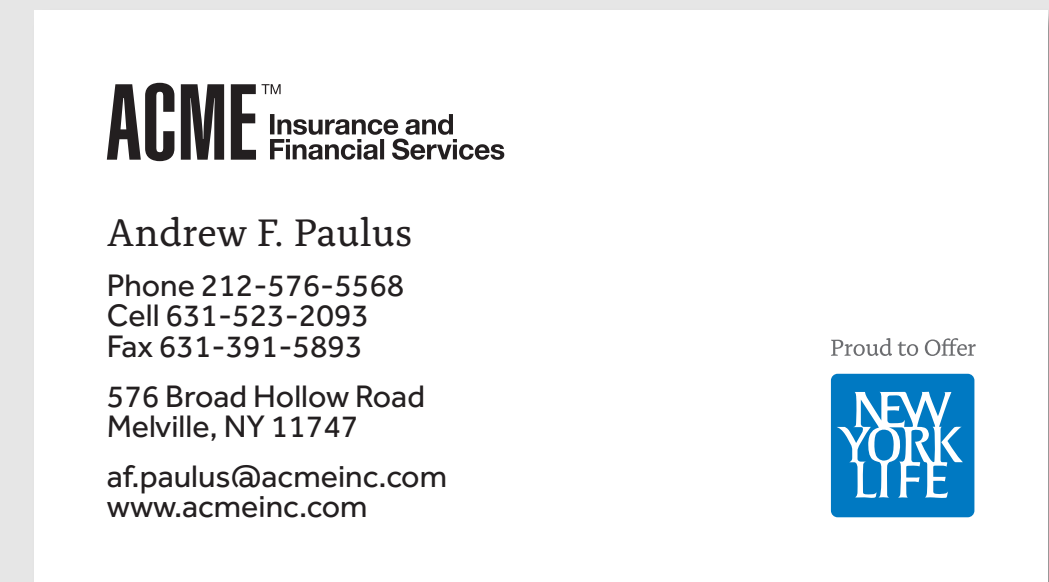 ACME™
Insurance and
Financial Services
Andrew F. Paulus
Phone 212-576-5568
Cell 631-523-2093
Fax 631-391-5893
576 Broad Hollow Road
Melville, NY 11747
af.paulus@acmeinc.com
www.acmeinc.com
Proud to Offer
NEW
YORK
LIFE